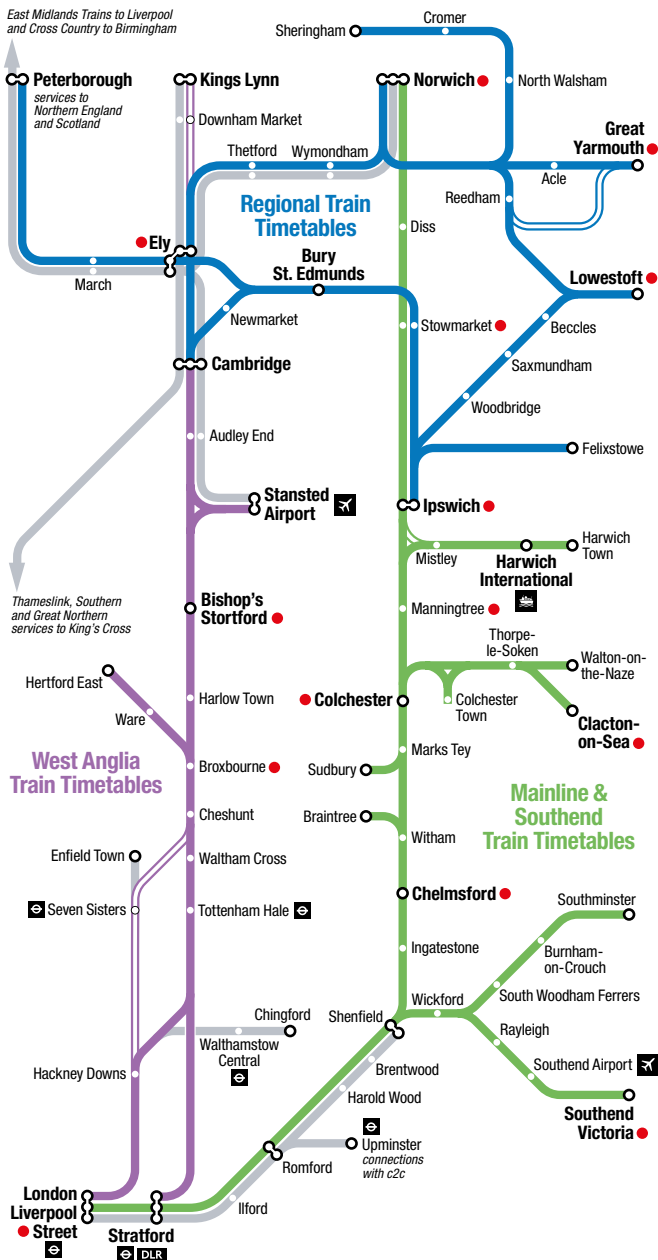 East Midlands Trains to Liverpool
and Cross Country to Birmingham
Cromer
Sheringham
Peterborough
services to
Northern England
and Scotland
Kings Lynn
Norwich
North Walsham
Downham Market
Great
Yarmouth
Thetford
Wymondham
Acle
Reedham
Regional Train
Timetables
Diss
Ely
Bury
St. Edmunds
Lowestoft
March
Newmarket
Stowmarket
Beccles
Cambridge
Saxmundham
Woodbridge
Audley End
Felixstowe
Stansted
Airport
Ipswich
Harwich
Town
Mistley
Harwich
International
Thameslink, Southern
and Great Northern
services to King's Cross
Bishop's
Stortford
Manningtree
Thorpe-
le-Soken
Walton-on-
the-Naze
Hertford East
Harlow Town
Colchester
Colchester
Town
Clacton-
on-Sea
Ware
Marks Tey
West Anglia
Train Timetables
Broxbourne
Sudbury
Mainline &
Southend
Train Timetables
Cheshunt
Braintree
Witham
Enfield Town
Waltham Cross
Chelmsford
Southminster
Seven Sisters
Tottenham Hale
Burnham-
on-Crouch
Ingatestone
South Woodham Ferrers
Wickford
Chingford
Shenfield
Rayleigh
Walthamstow
Central
Southend Airport
Hackney Downs
Brentwood
Harold Wood
Southend
Victoria
Upminster
connections
with c2c
Romford
London
Liverpool
Street
Ilford
Stratford
DLR